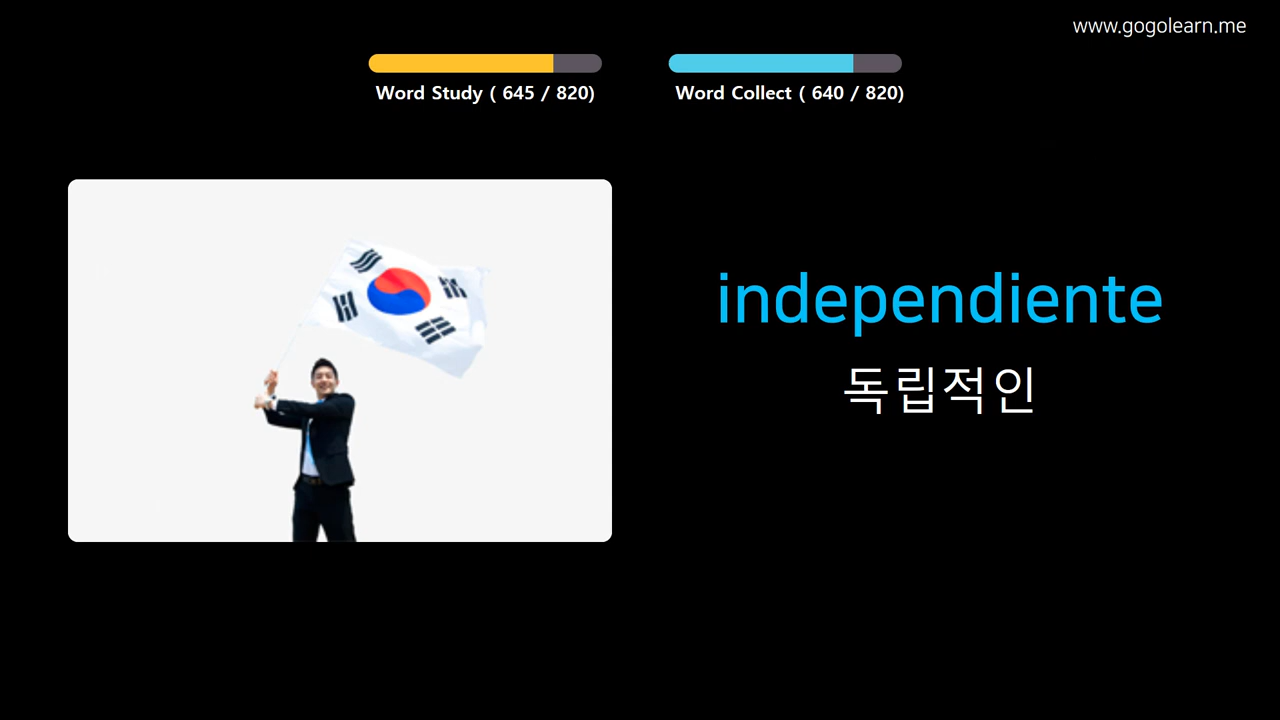 www.gogolearn.me
Word Study ( 645 / 820)
Word Collect ( 640 / 820)
independiente
독립적인